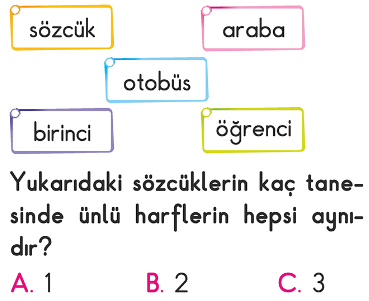 sözcük
araba
otobüs
birinci
öğrenci
Yukarıdaki sözcüklerin kaç tane-
sinde ünlü harflerin hepsi aynı-
dır?
A. 1 B. 2 C. 3